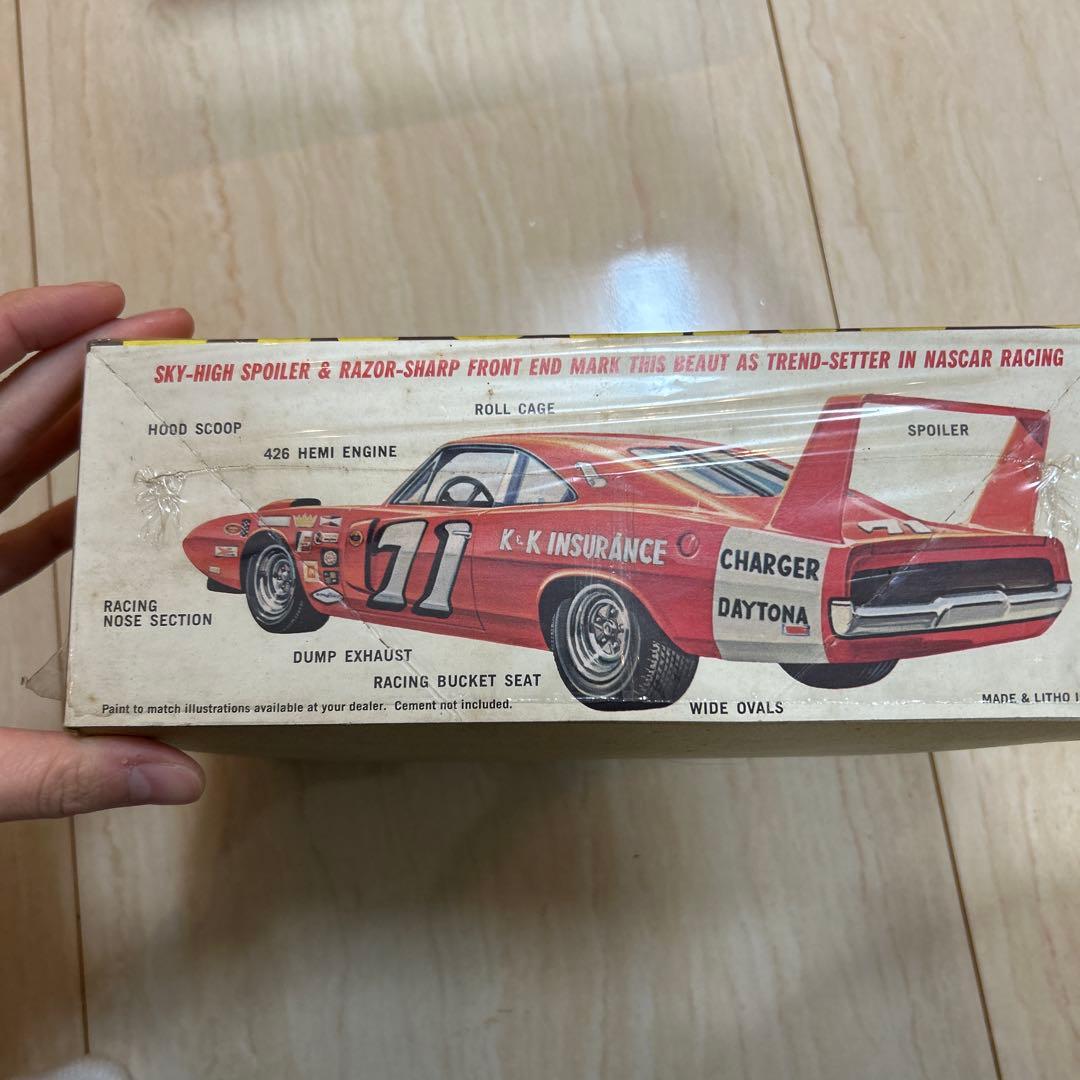 SKY-HIGH SPOILER & RAZOR-SHARP FRONT END MARK THIS BEAUT AS TREND-SETTER IN NASCAR RACING
ROLL CAGE
HOOD SCOOP
SPOILER
426 HEMI ENGINE
71
71
K & K INSURANCE
CHARGER
DAYTONA
RACING
NOSE SECTION
DUMP EXHAUST
RACING BUCKET SEAT
Paint to match illustrations available at your dealer. Cement not included.
WIDE OVALS
MADE & LITHO